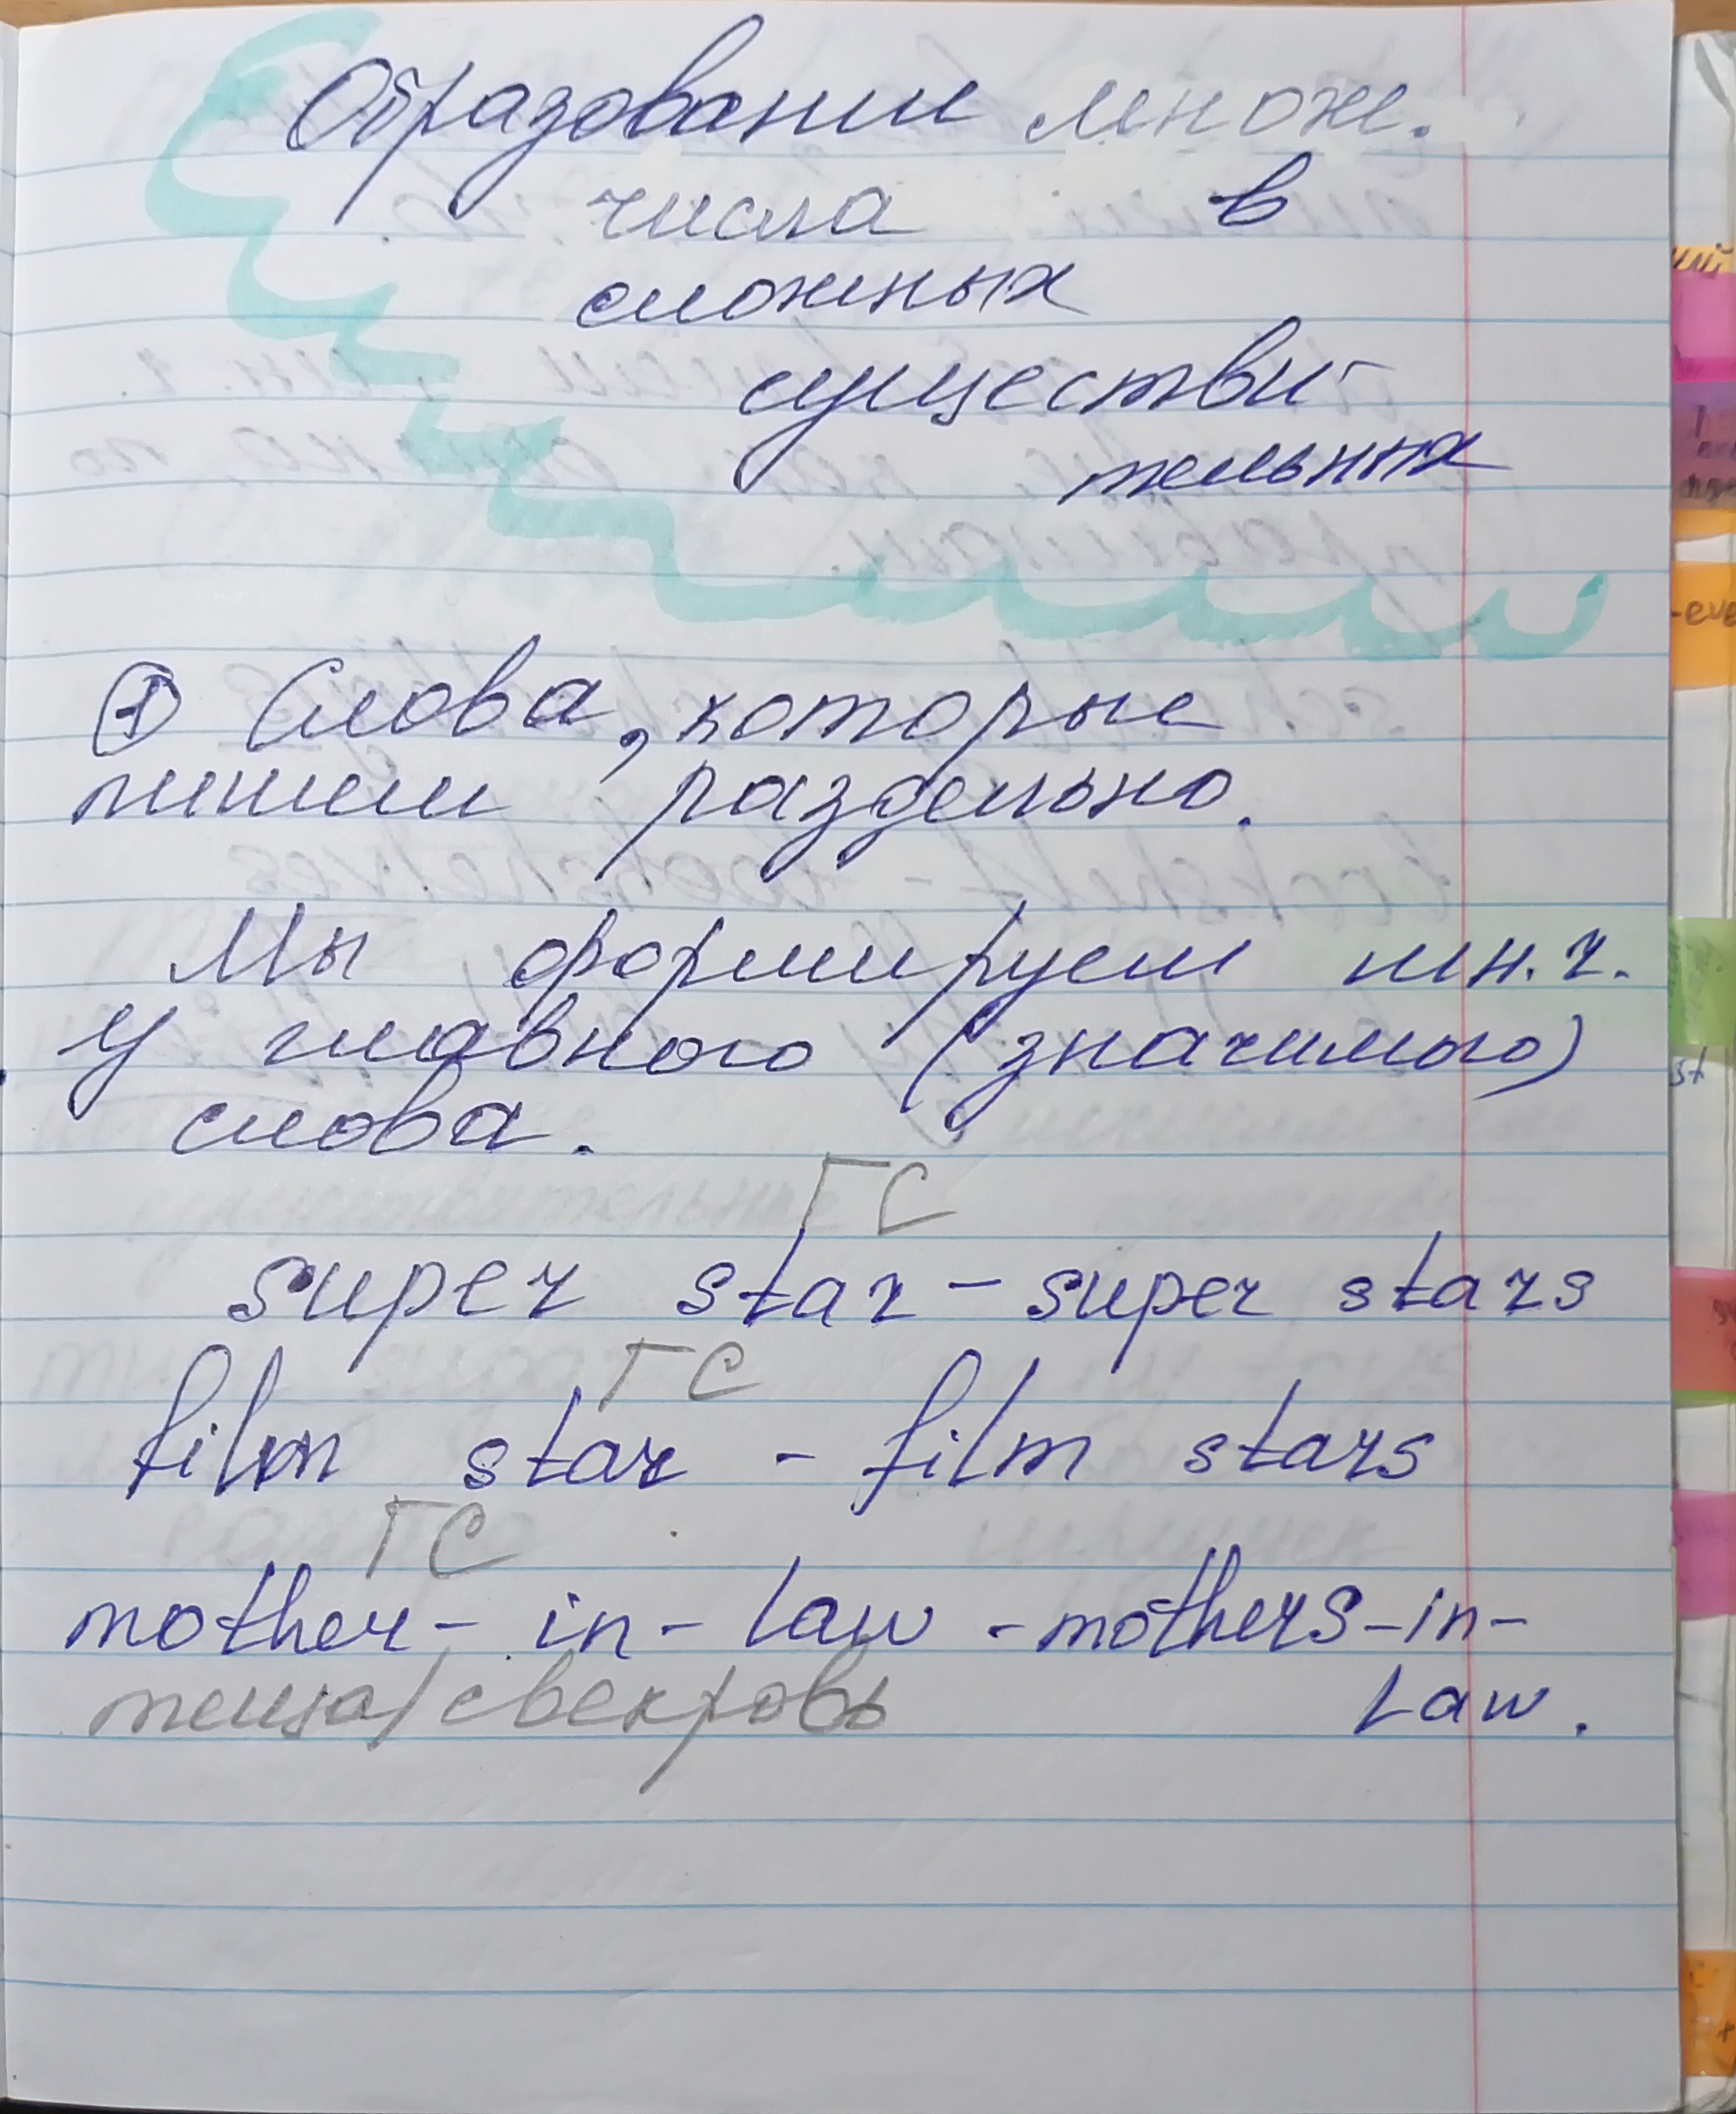 Образование множ.
числа в
сложных
существи-
тельных
① Слова, которые
пишем раздельно.
Мы формируем мн.ч.
у главного (значимого)
слова.
ГС
super star - super stars
ГС
film star - film stars
ГС
mother-in-law - mothers-in-
теща/свекровь law.